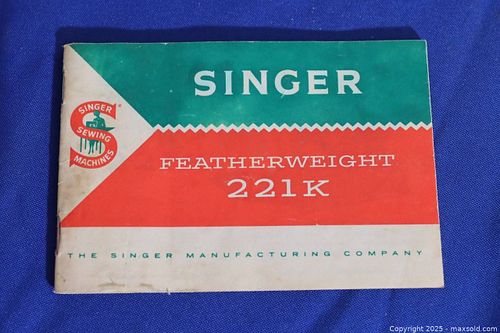 SINGER
SINGER
SEWING
MACHINES
FEATHERWEIGHT
221K
THE SINGER MANUFACTURING COMPANY
Copyright © 2025 - maxsold.com